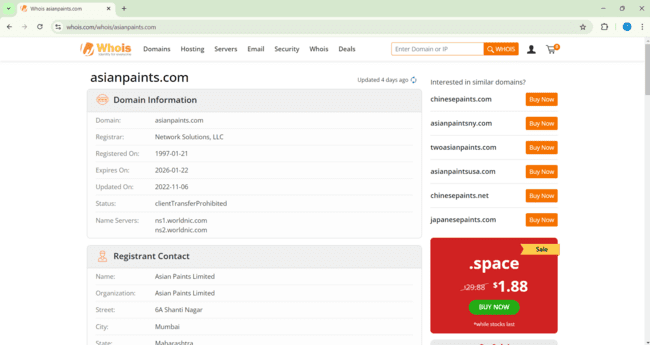 Whois asianpaints.com
whois.com/whois/asianpaints.com
Whois
Domains Hosting Servers Email Security Whois Deals
Enter Domain or IP
WHOIS
0
asianpaints.com
Updated 4 days ago
Domain Information
Domain: asianpaints.com
Registrar: Network Solutions, LLC
Registered On: 1997-01-21
Expires On: 2026-01-22
Updated On: 2022-11-06
Status: clientTransferProhibited
Name Servers: ns1.worldnic.com
ns2.worldnic.com
Registrant Contact
Name: Asian Paints Limited
Organization: Asian Paints Limited
Street: 6A Shanti Nagar
City: Mumbai
State: Maharashtra
Interested in similar domains?
chinesepaints.com Buy Now
asianpaintsny.com Buy Now
twoasianpaints.com Buy Now
asianpaintsusa.com Buy Now
chinesepaints.net Buy Now
japanesepaints.com Buy Now
Sale
.space
$29.88 $1.88
BUY NOW
*while stocks last